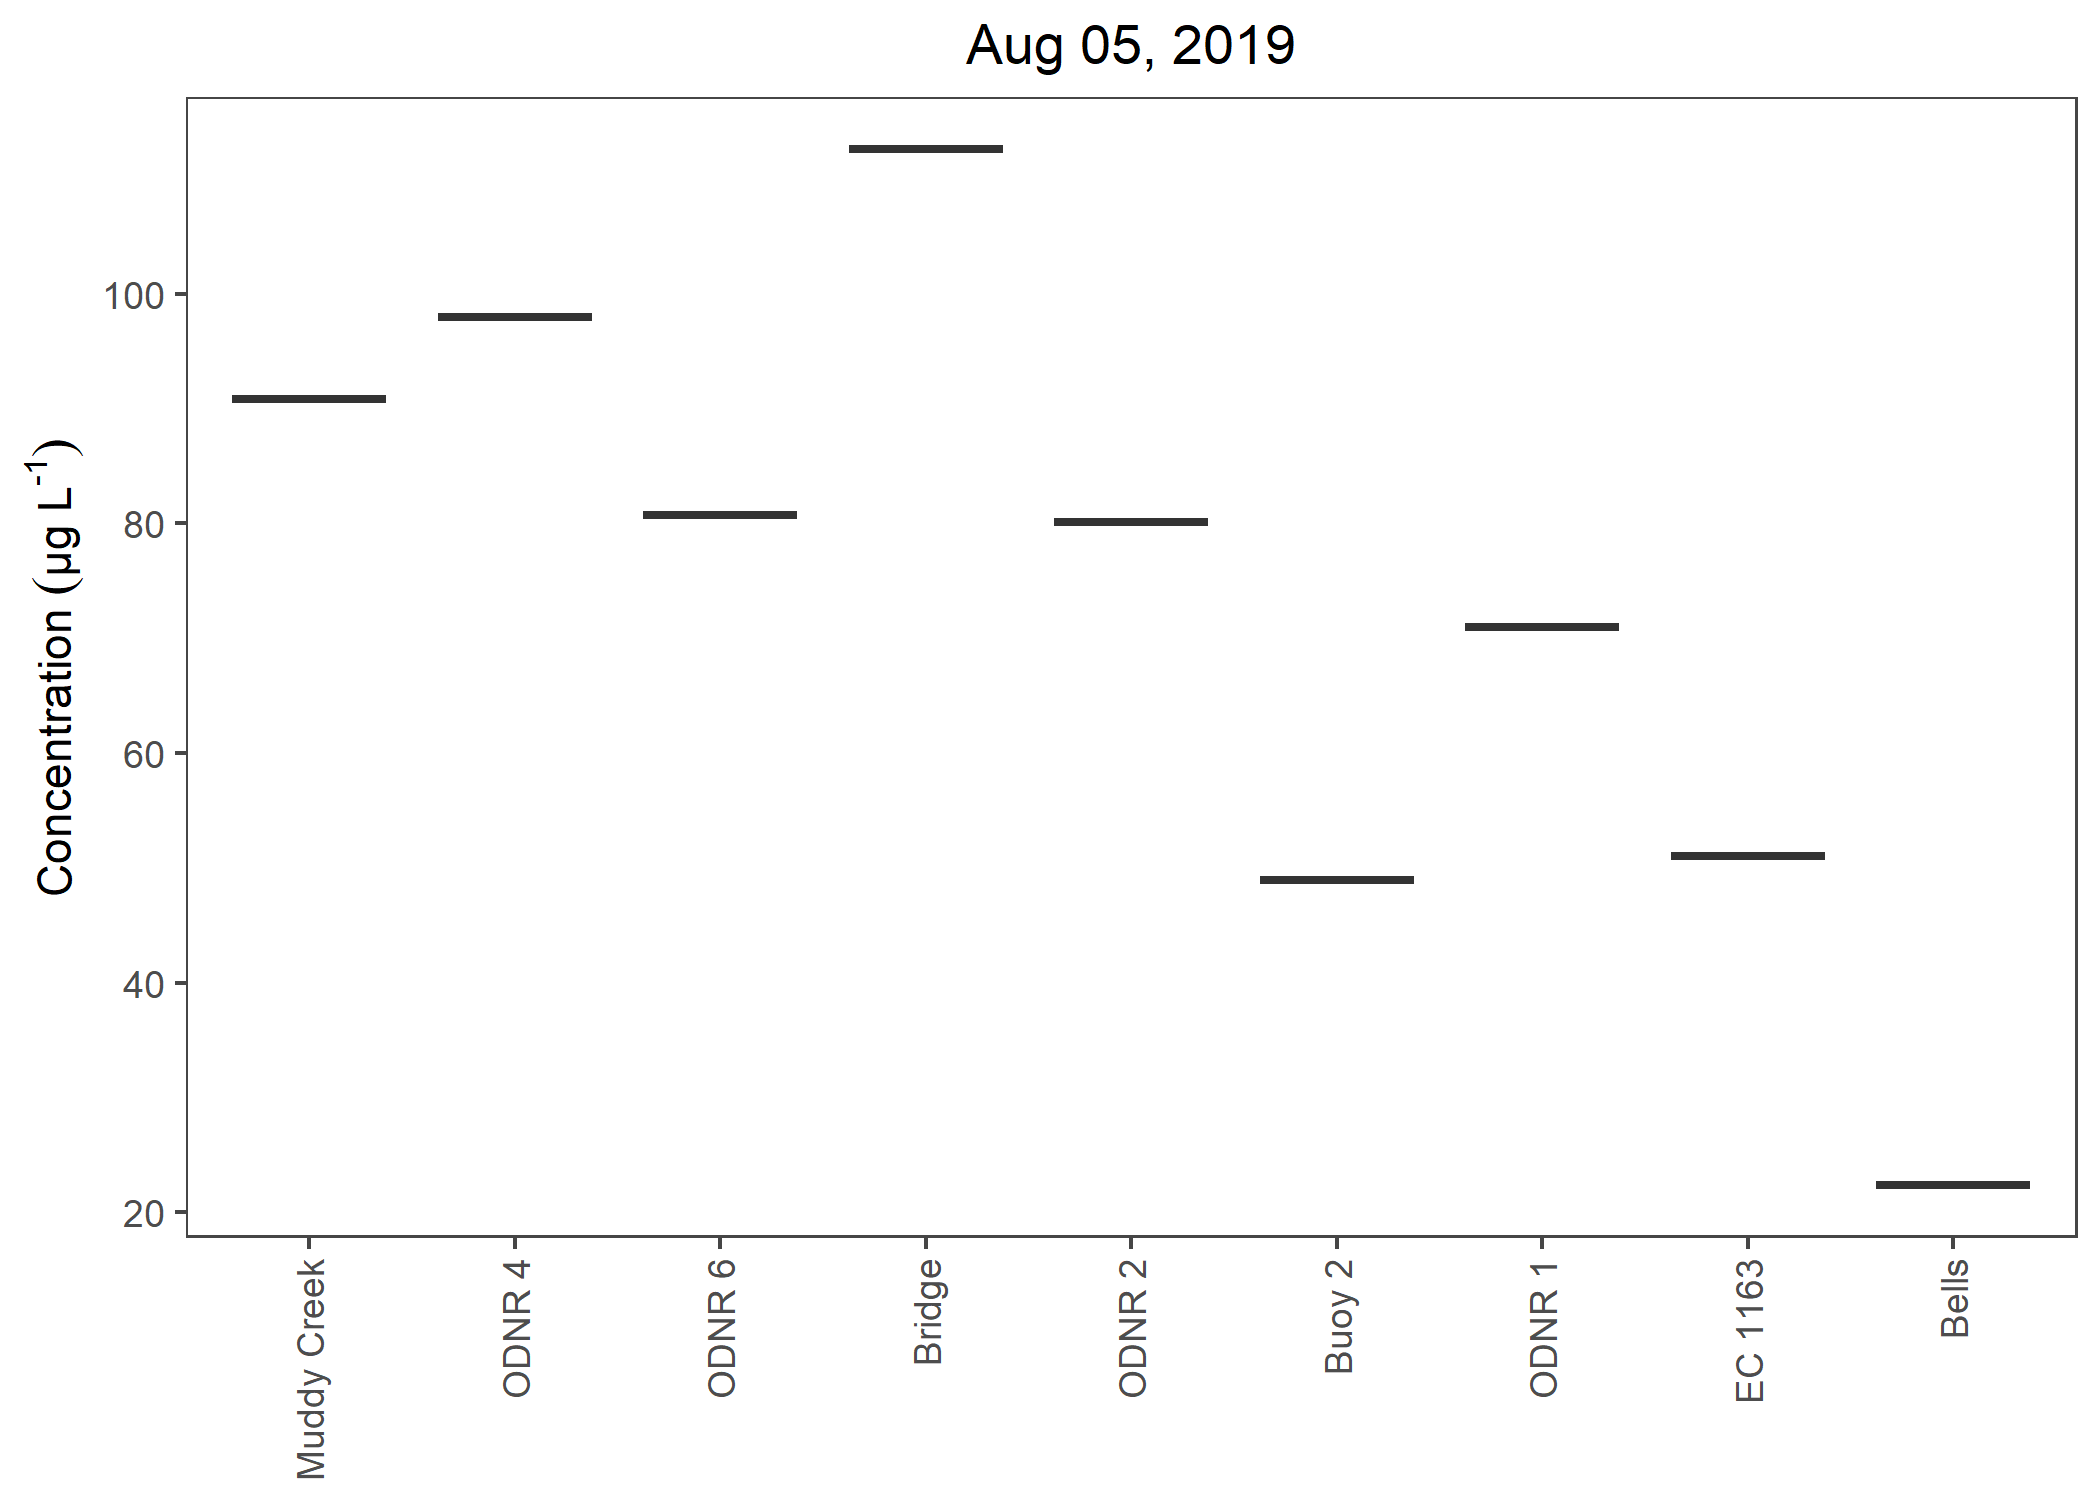 Aug 05, 2019
Concentration (µg L⁻¹)
100
80
60
40
20
Muddy Creek
ODNR 4
ODNR 6
Bridge
ODNR 2
Buoy 2
ODNR 1
EC 1163
Bells